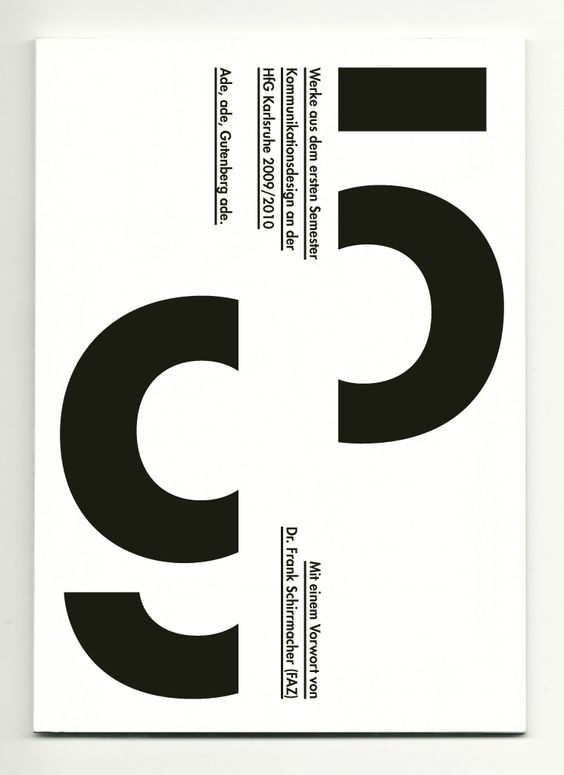 Werke aus dem ersten Semester
Kommunikationsdesign an der
HfG Karlsruhe 2009/2010
Ade, ade, Gutenberg ade.
Mit einem Vorwort von
Dr. Frank Schirrmacher (FAZ)